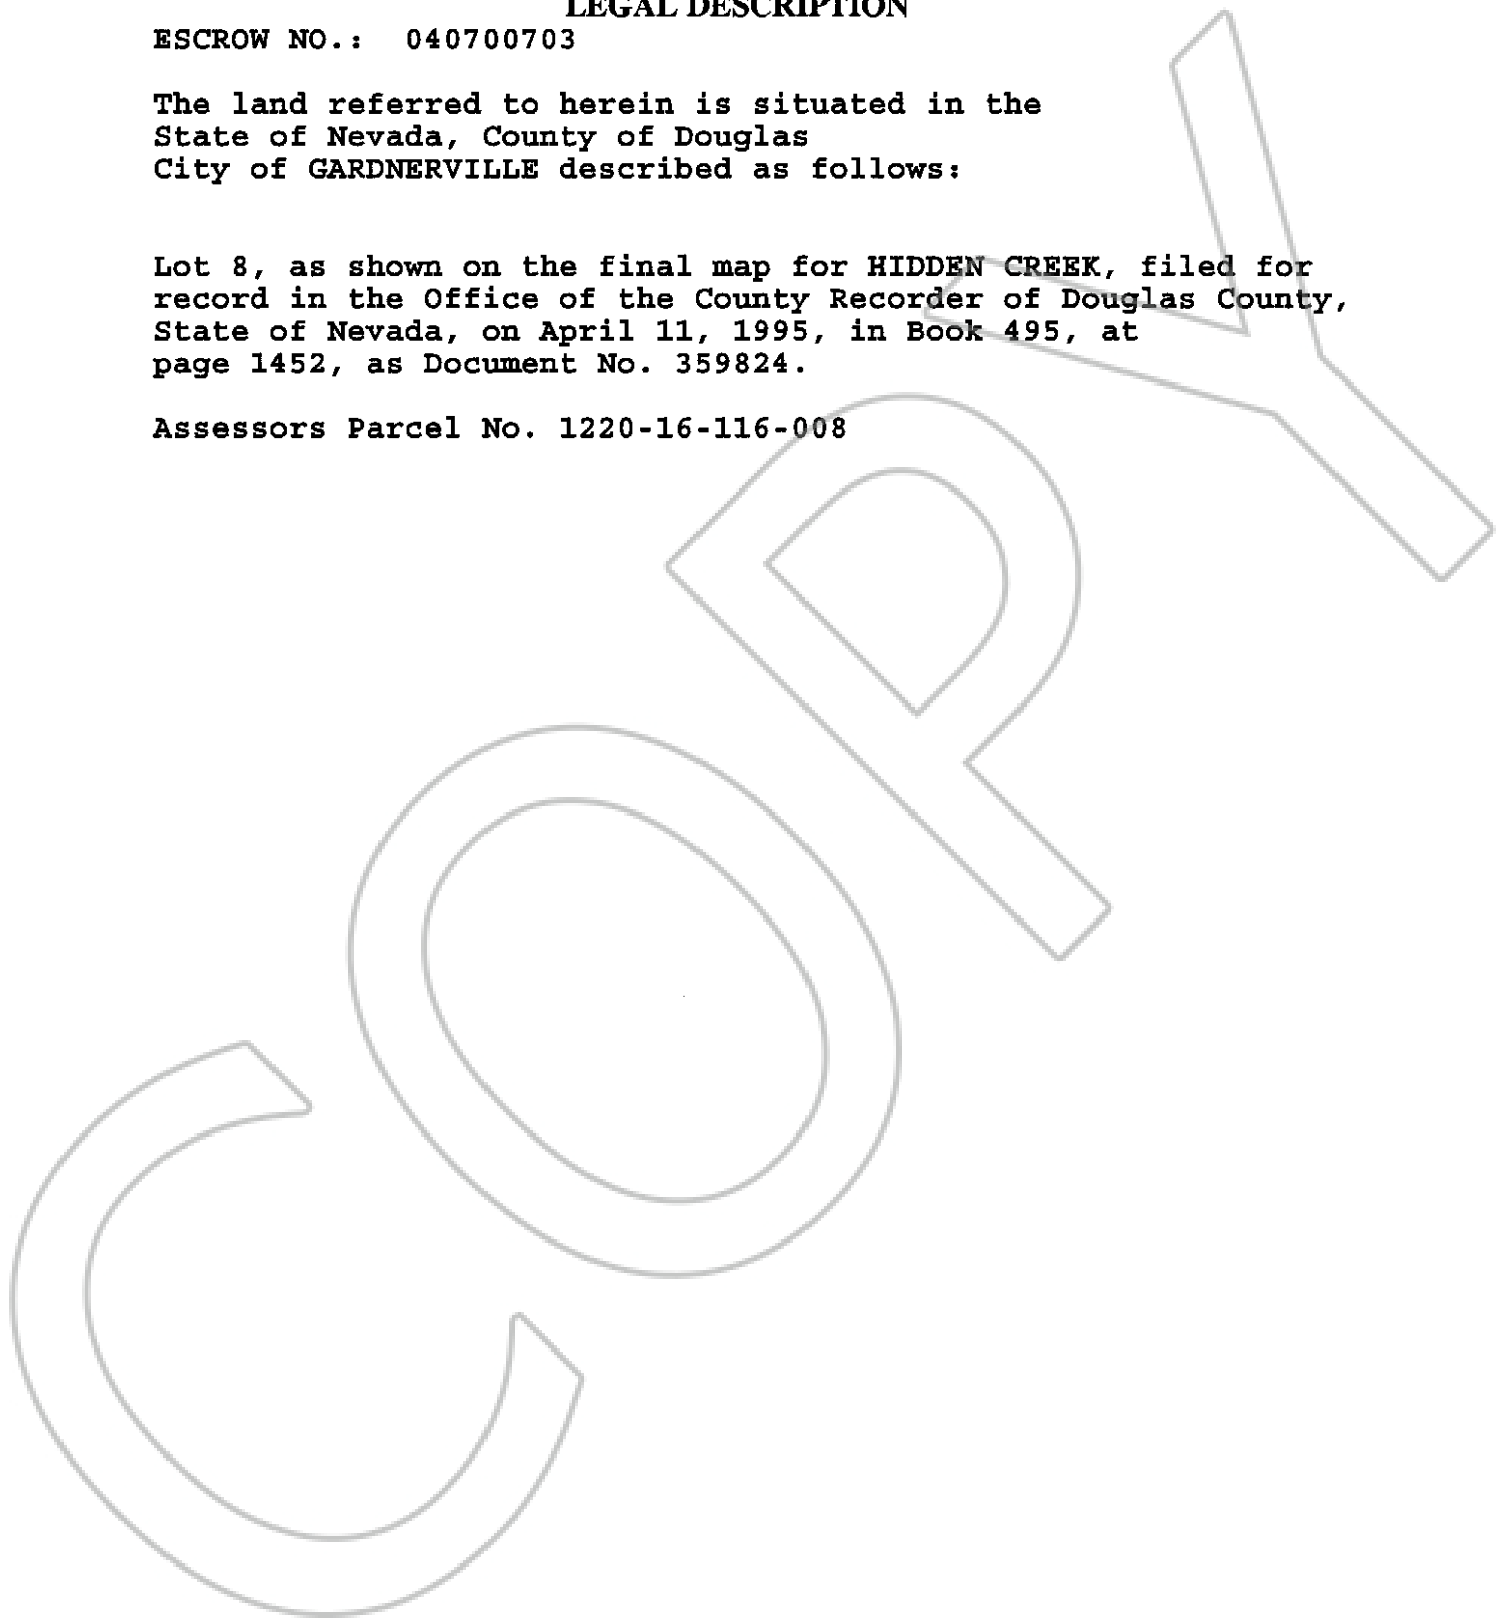 LEGAL DESCRIPTION
ESCROW NO.: 040700703
The land referred to herein is situated in the
State of Nevada, County of Douglas
City of GARDNERVILLE described as follows:
Lot 8, as shown on the final map for HIDDEN CREEK, filed for
record in the Office of the County Recorder of Douglas County,
State of Nevada, on April 11, 1995, in Book 495, at
page 1452, as Document No. 359824.
Assessors Parcel No. 1220-16-116-008
COPY